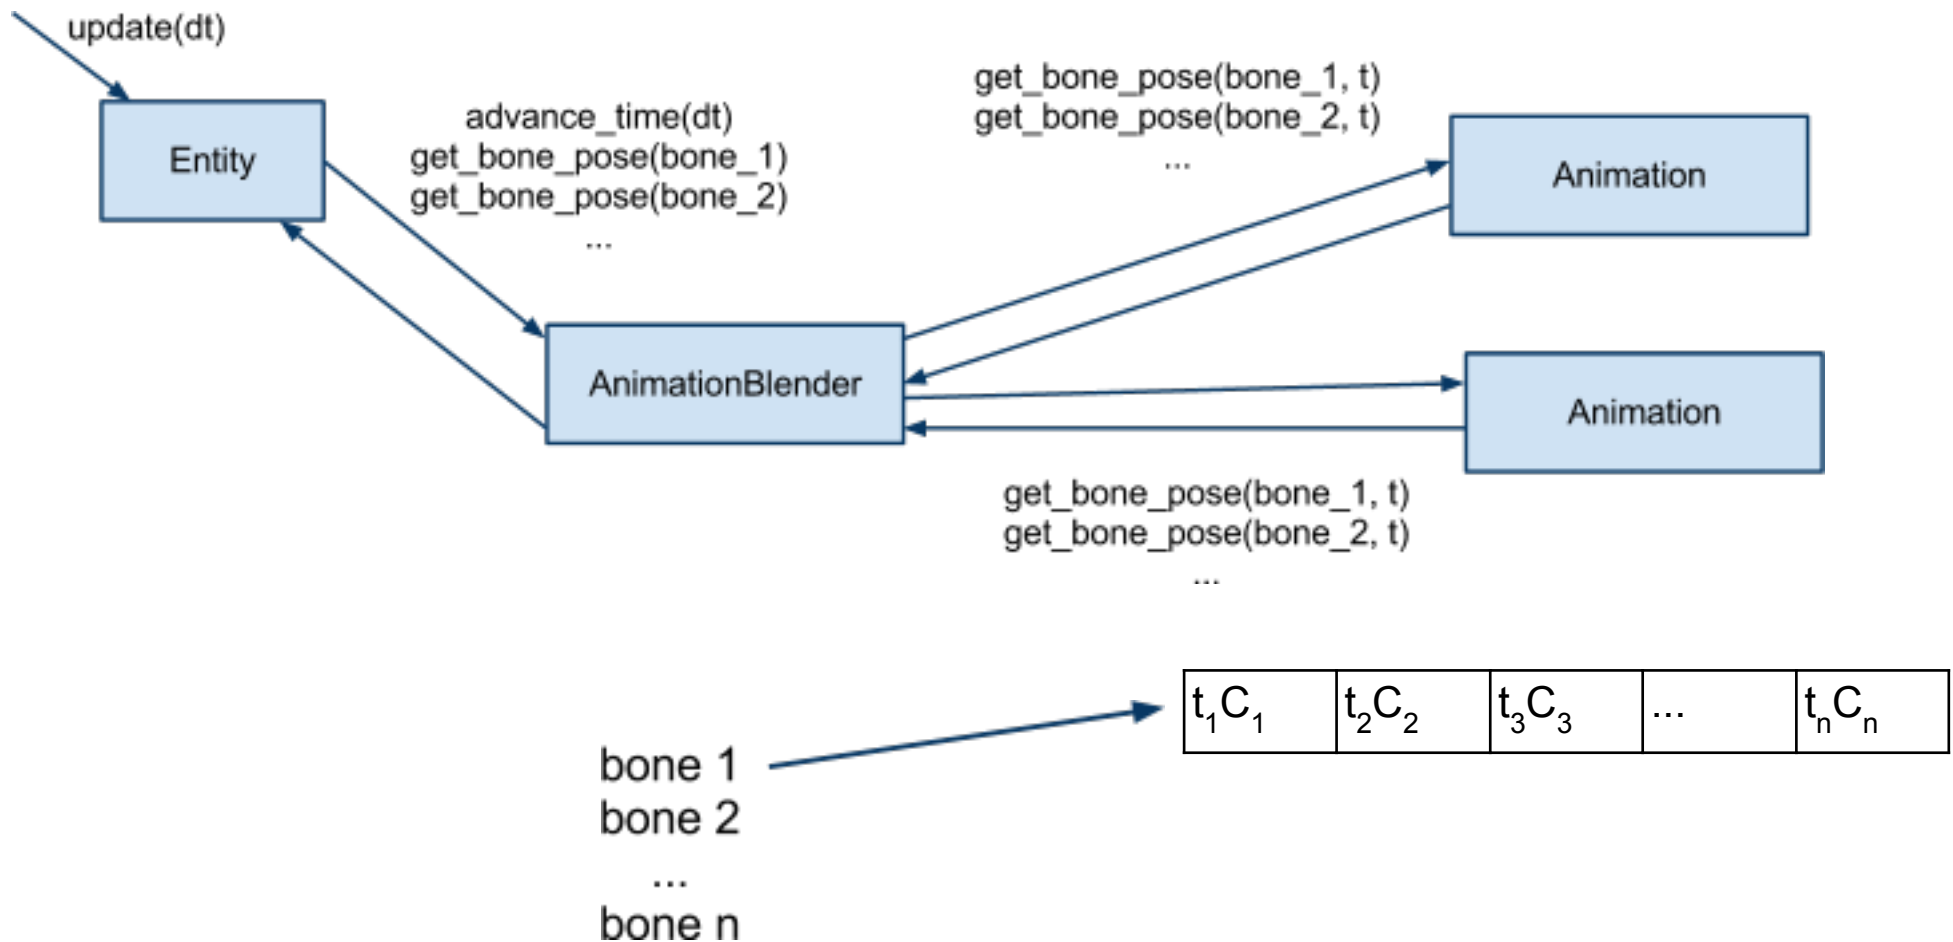 update(dt)
Entity
advance_time(dt)
get_bone_pose(bone_1)
get_bone_pose(bone_2)
...
get_bone_pose(bone_1, t)
get_bone_pose(bone_2, t)
...
Animation
AnimationBlender
Animation
get_bone_pose(bone_1, t)
get_bone_pose(bone_2, t)
...
t₁C₁ t₂C₂ t₃C₃ ... tₙCₙ
bone 1
bone 2
...
bone n